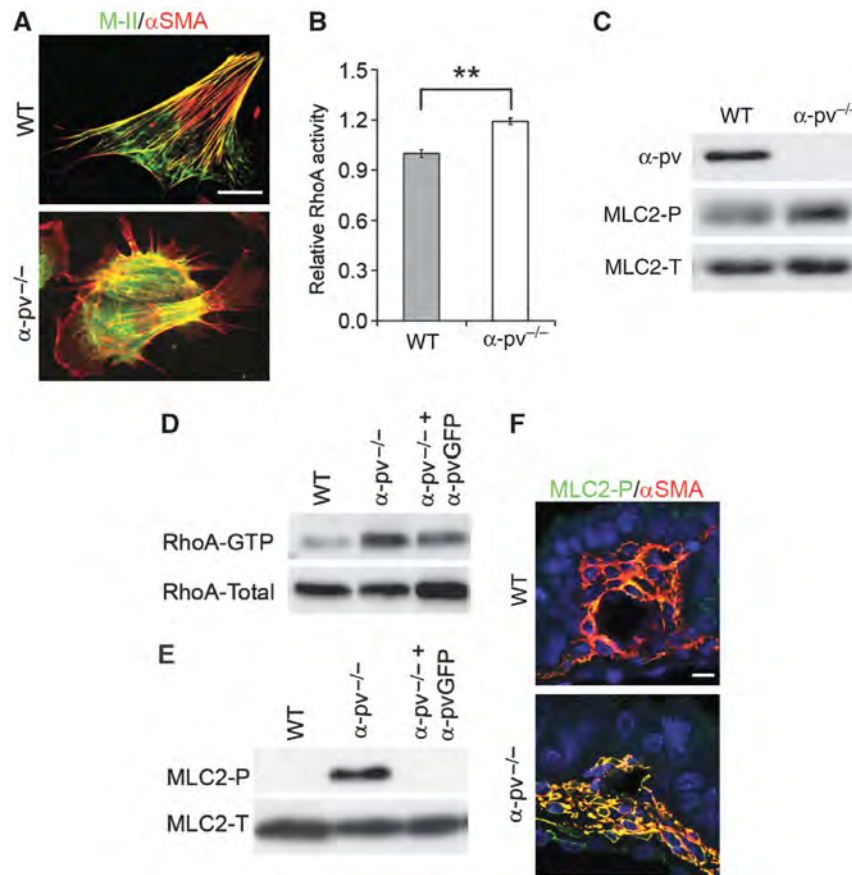 A
M-II/αSMA
WT
α-pv−/−
B
**
Relative RhoA activity
1.5
1.2
0.9
0.6
0.3
0.0
WT
α-pv−/−
C
WT
α-pv−/−
α-pv
MLC2-P
MLC2-T
D
WT
α-pv−/−
α-pv−/− +
α-pvGFP
RhoA-GTP
RhoA-Total
E
WT
α-pv−/−
α-pv−/− +
α-pvGFP
MLC2-P
MLC2-T
F
MLC2-P/αSMA
WT
α-pv−/−